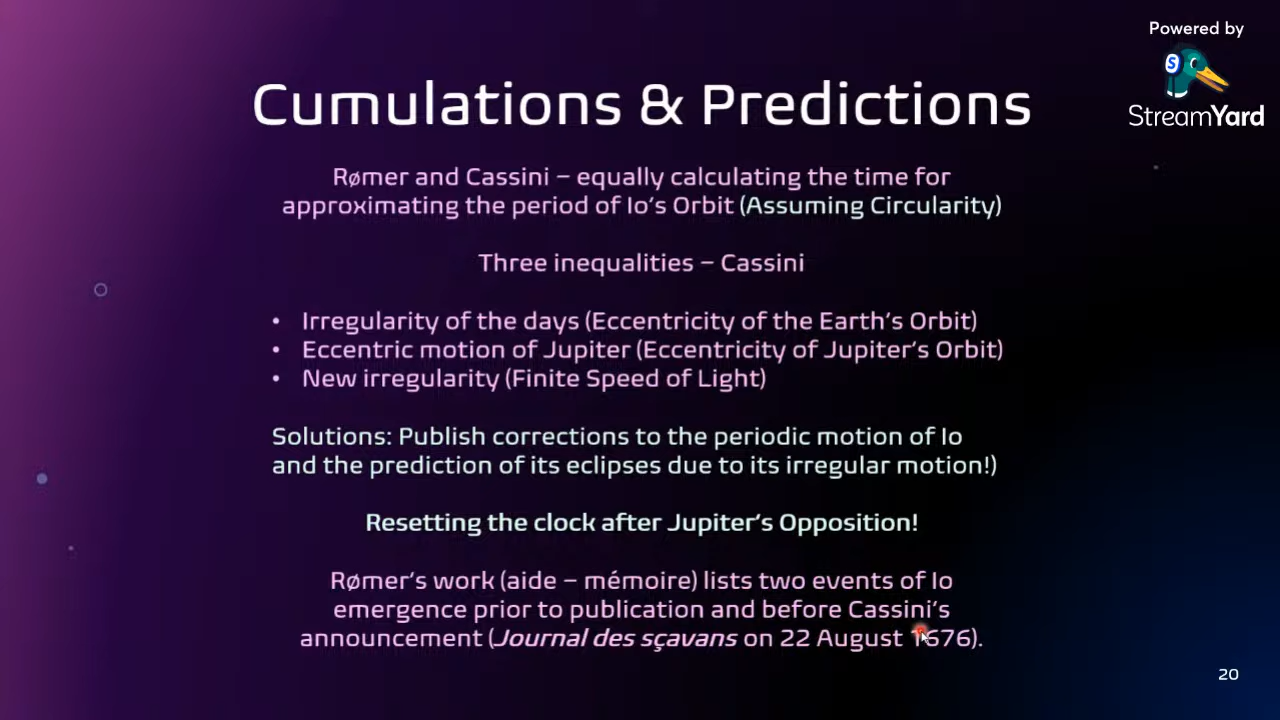 Powered by
StreamYard
Cumulations & Predictions
Rømer and Cassini – equally calculating the time for
approximating the period of Io's Orbit (Assuming Circularity)
Three inequalities – Cassini
• Irregularity of the days (Eccentricity of the Earth's Orbit)
• Eccentric motion of Jupiter (Eccentricity of Jupiter's Orbit)
• New irregularity (Finite Speed of Light)
Solutions: Publish corrections to the periodic motion of Io
and the prediction of its eclipses due to its irregular motion!)
Resetting the clock after Jupiter's Opposition!
Rømer's work (aide – mémoire) lists two events of Io
emergence prior to publication and before Cassini's
announcement (Journal des sçavans on 22 August 1676).
20